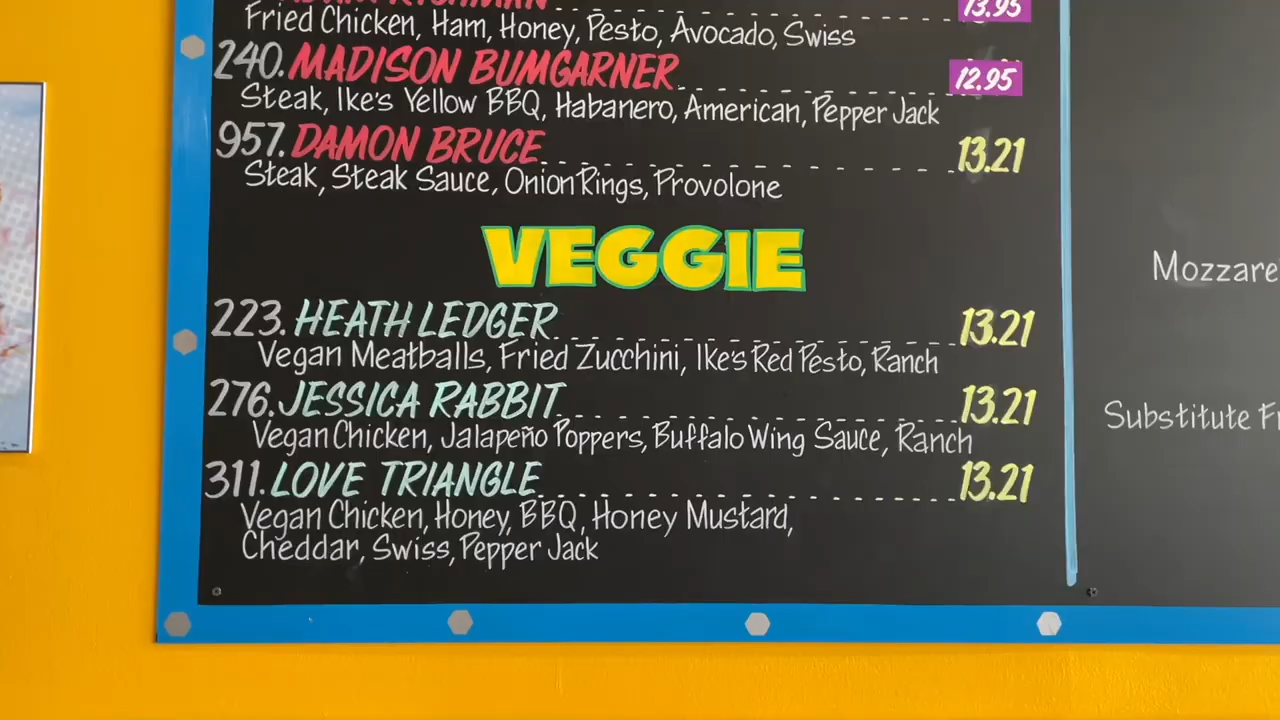 13.95
Fried Chicken, Ham, Honey, Pesto, Avocado, Swiss
240. MADISON BUMGARNER 12.95
Steak, Ike's Yellow BBQ, Habanero, American, Pepper Jack
957. DAMON BRUCE 13.21
Steak, Steak Sauce, Onion Rings, Provolone
VEGGIE
223. HEATH LEDGER 13.21
Vegan Meatballs, Fried Zucchini, Ike's Red Pesto, Ranch
276. JESSICA RABBIT 13.21
Vegan Chicken, Jalapeño Poppers, Buffalo Wing Sauce, Ranch
311. LOVE TRIANGLE 13.21
Vegan Chicken, Honey, BBQ, Honey Mustard,
Cheddar, Swiss, Pepper Jack
Mozzare
Substitute Fr